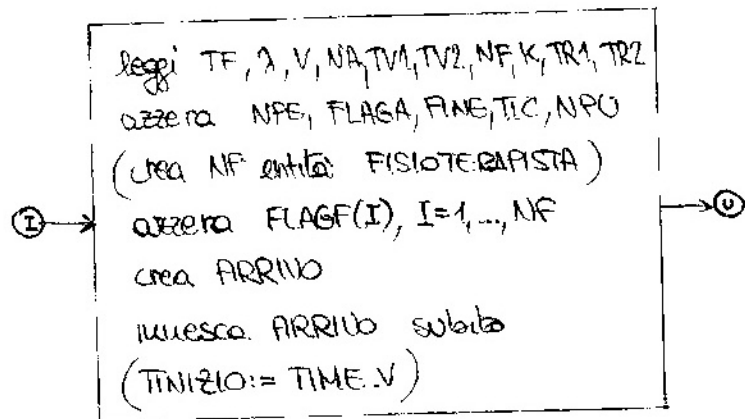 leggi TF, λ, V, NA, TV1, TV2, NF, K, TR1, TR2
azzera NPE, FLAGA, FINE, TIC, NPU
(crea NF entità FISIOTERAPISTA)
I
azzera FLAGF(I), I=1,...,NF
U
crea ARRIVO
innesca ARRIVO subito
(TINIZIO:= TIME.V)